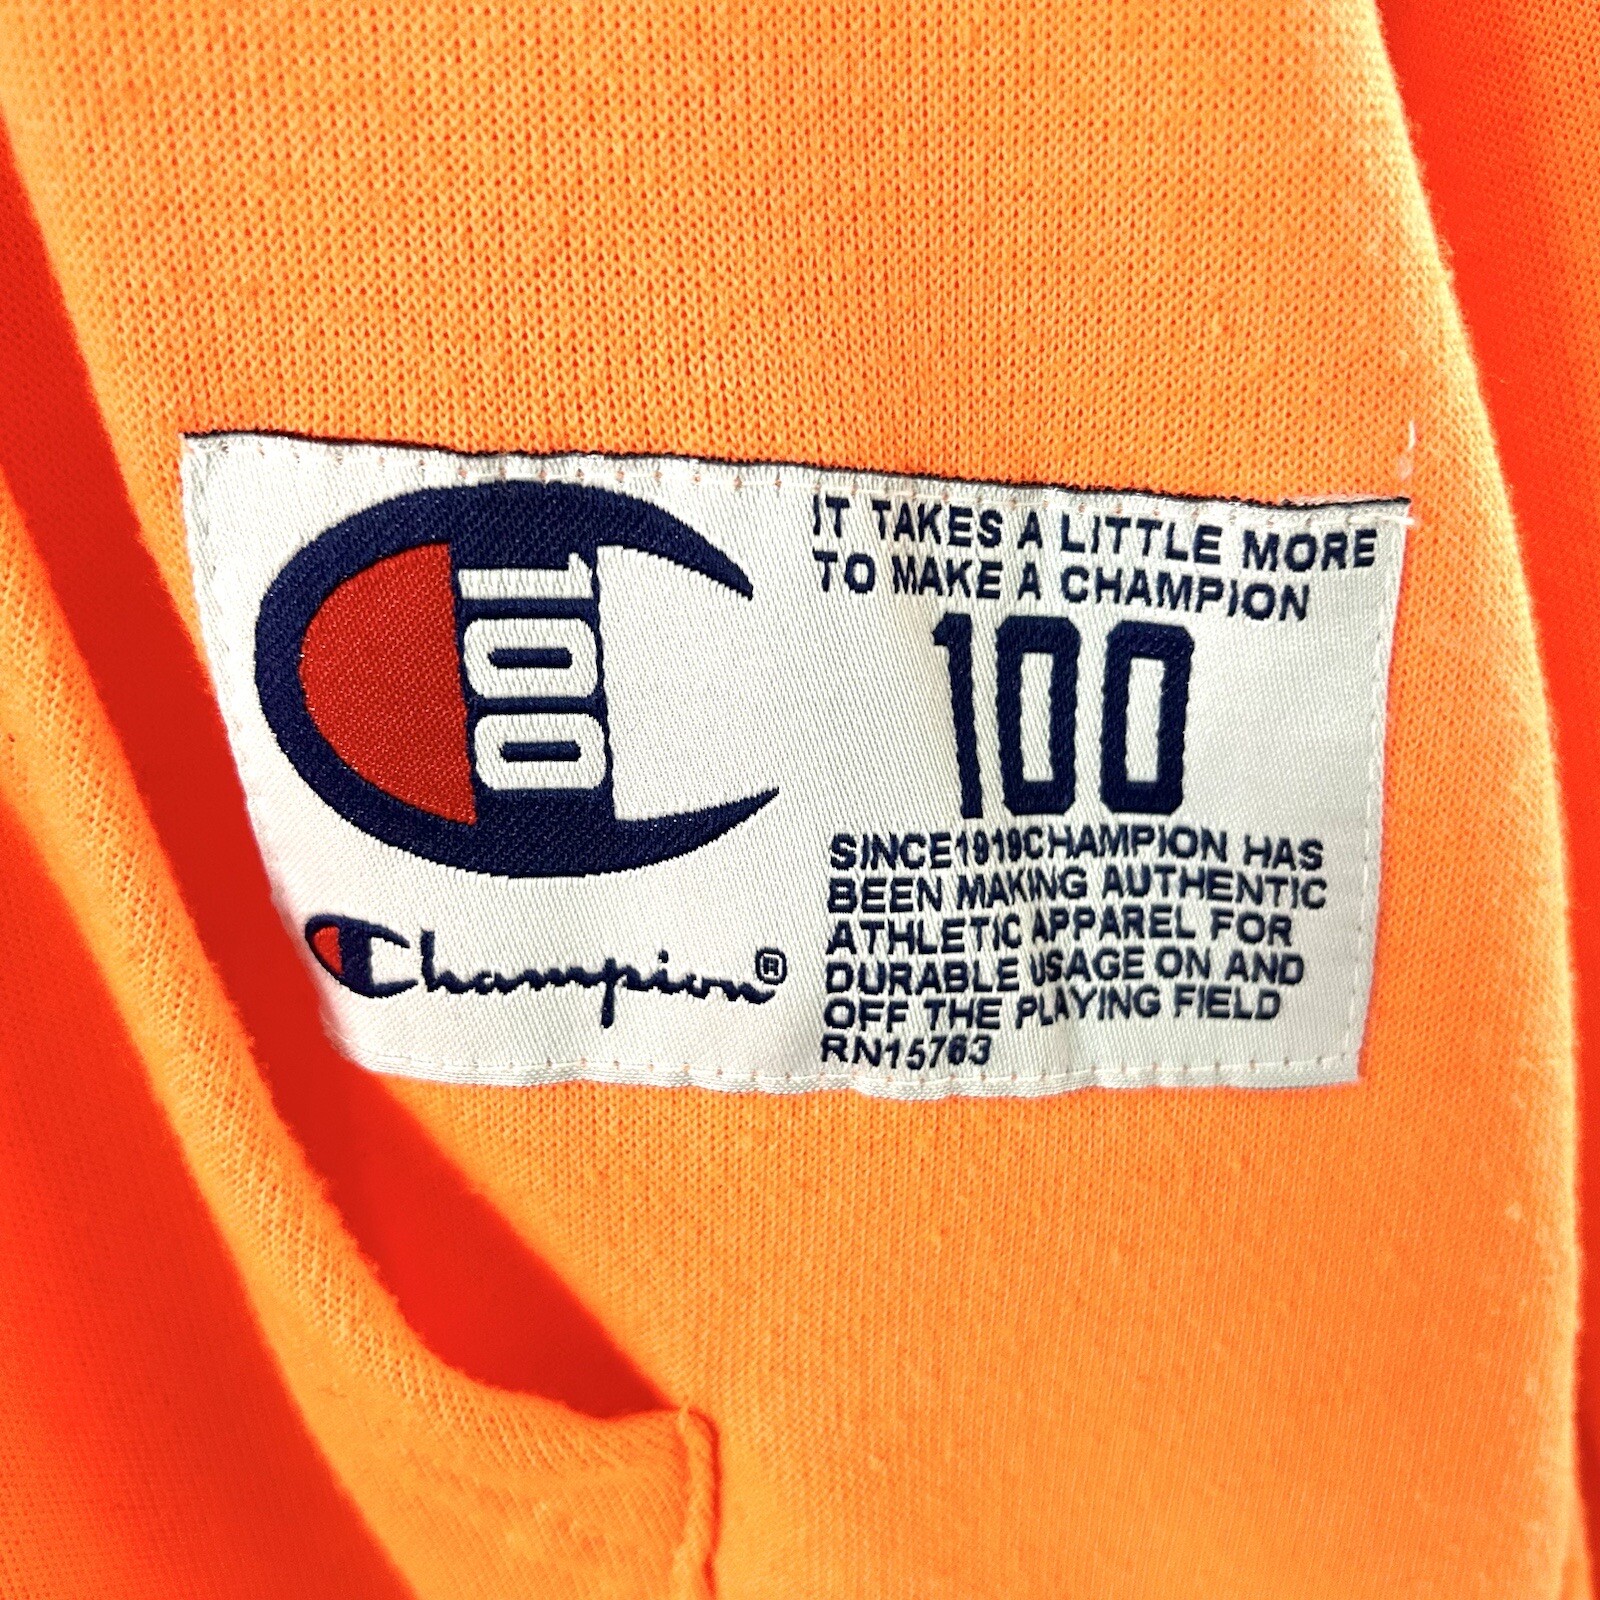 100
Champion®
IT TAKES A LITTLE MORE
TO MAKE A CHAMPION
100
SINCE1919CHAMPION HAS
BEEN MAKING AUTHENTIC
ATHLETIC APPAREL FOR
DURABLE USAGE ON AND
OFF THE PLAYING FIELD
RN15763